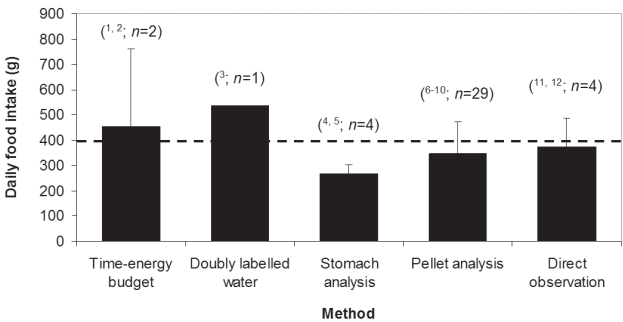 900
800
700
600
500
400
300
200
100
0
Daily food intake (g)
(1, 2; n=2)
(3; n=1)
(4, 5; n=4)
(6-10; n=29)
(11, 12; n=4)
Time-energy budget
Doubly labelled water
Stomach analysis
Pellet analysis
Direct observation
Method